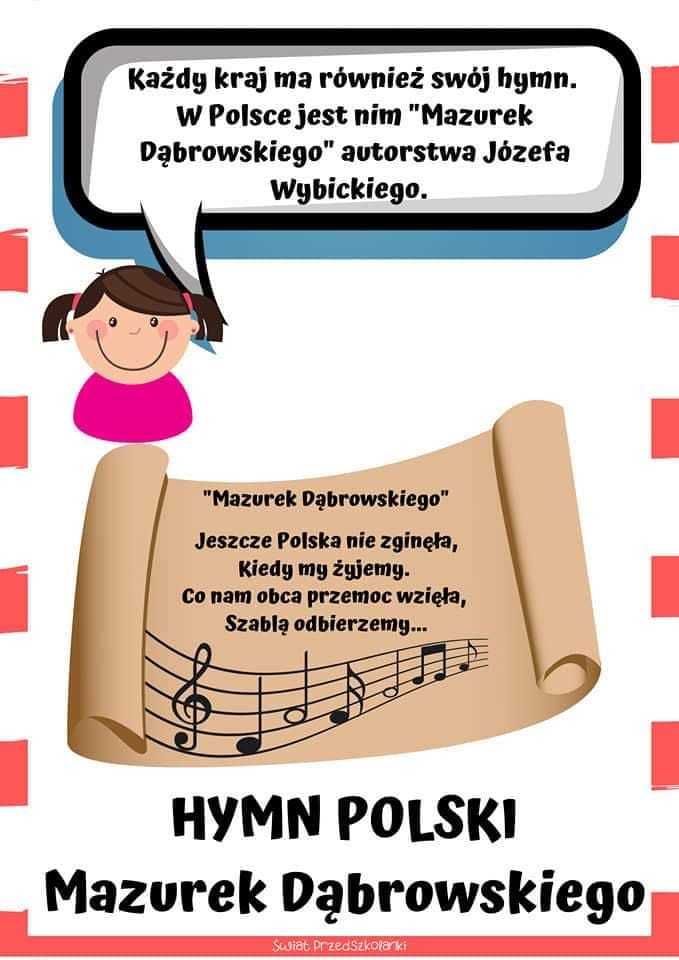 Każdy kraj ma również swój hymn.
W Polsce jest nim "Mazurek
Dąbrowskiego" autorstwa Józefa
Wybickiego.
"Mazurek Dąbrowskiego"
Jeszcze Polska nie zginęła,
Kiedy my żyjemy.
Co nam obca przemoc wzięła,
Szablą odbierzemy...
HYMN POLSKI
Mazurek Dąbrowskiego
Świat Przedszkolanki